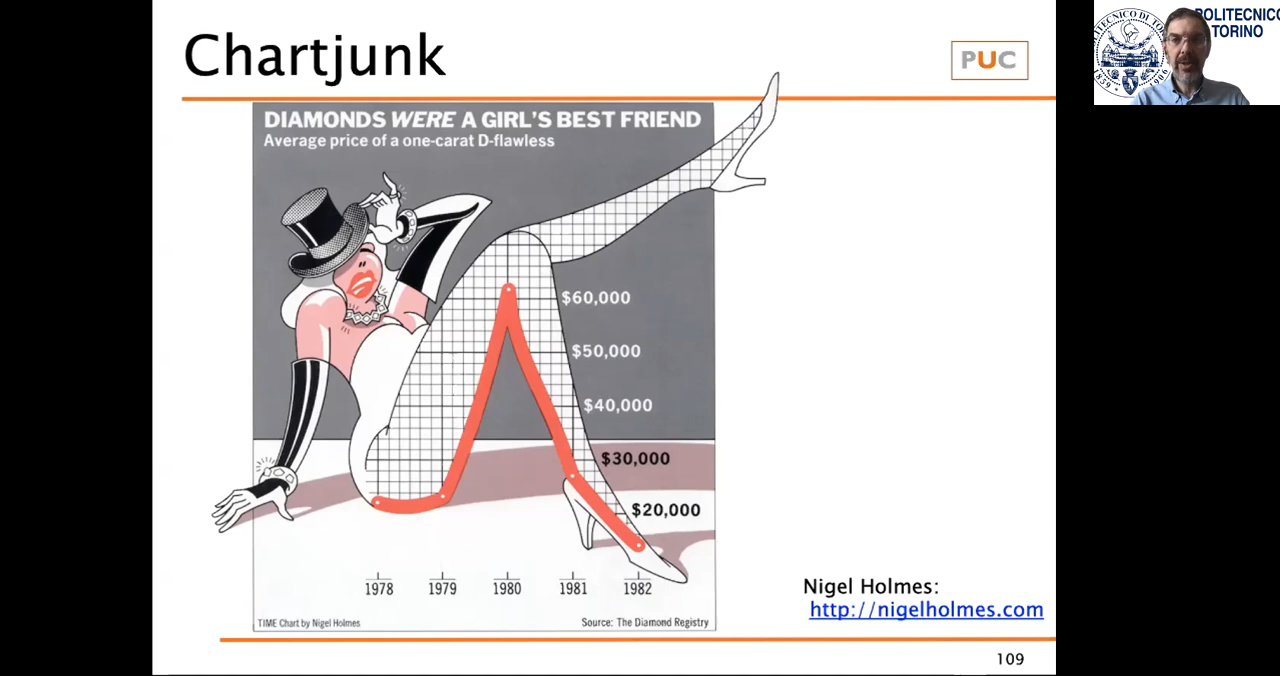 Chartjunk
PUC
POLITECNICO
TORINO
DIAMONDS WERE A GIRL'S BEST FRIEND
Average price of a one-carat D-flawless
$60,000
$50,000
$40,000
$30,000
$20,000
1978 1979 1980 1981 1982
TIME Chart by Nigel Holmes
Source: The Diamond Registry
Nigel Holmes:
http://nigelholmes.com
109